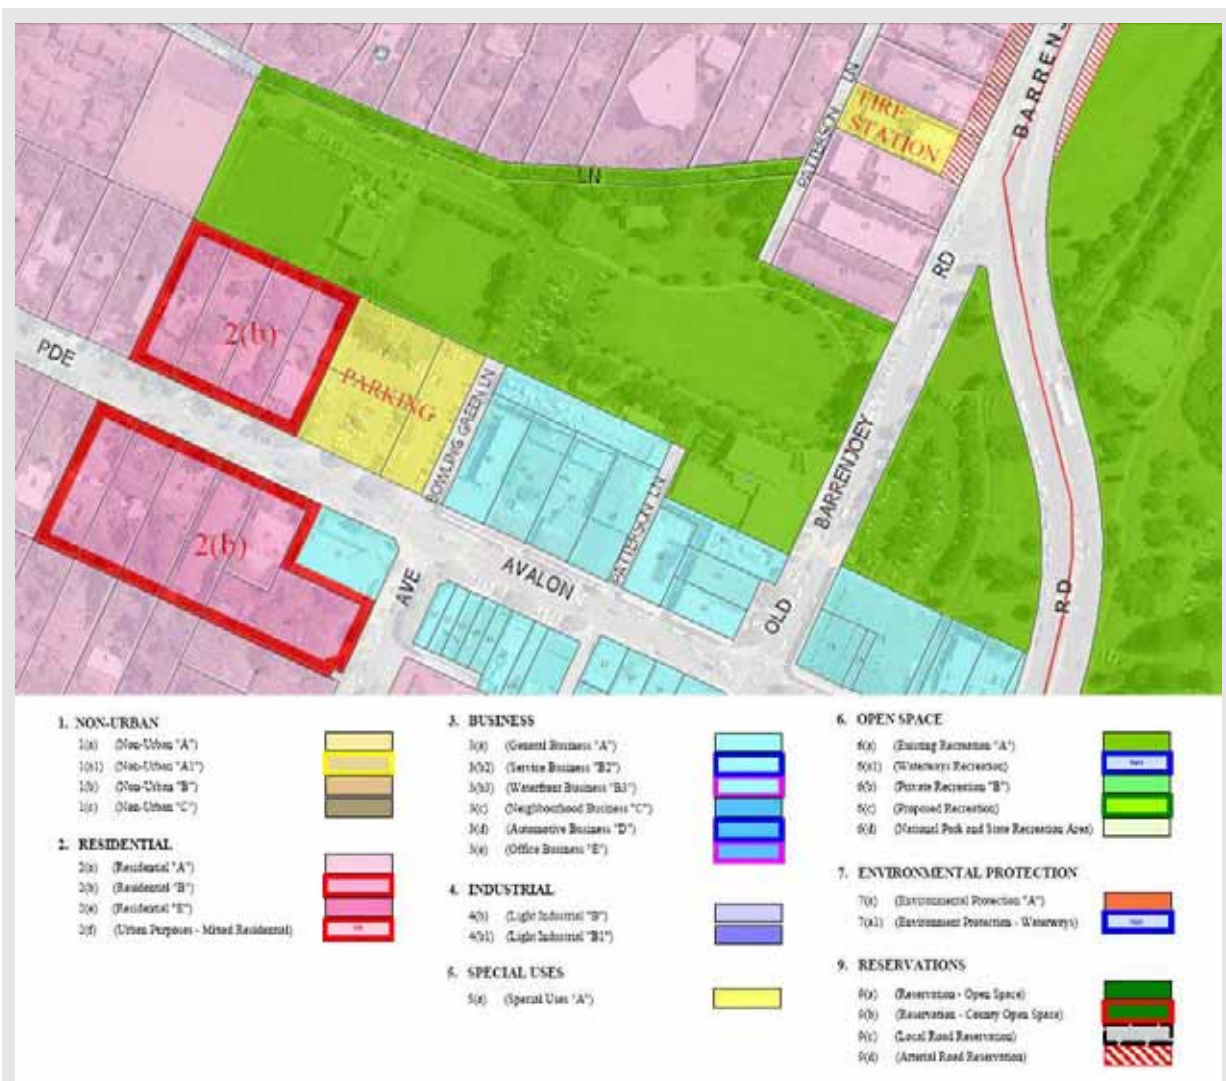 BARRENJ
PATTERSON LN
FIRE
STATION
LN
RD
2(b)
PDE
PARKING
BOWLING GREEN LN
BARRENJOEY
2(b)
PATTERSON LN
AVALON
AVE
OLD
RD
1. NON-URBAN
1(a) (Non-Urban "A")
1(a1) (Non-Urban "A1")
1(b) (Non-Urban "B")
1(c) (Non-Urban "C")
2. RESIDENTIAL
2(a) (Residential "A")
2(b) (Residential "B")
2(e) (Residential "E")
2(f) (Urban Purposes - Mixed Residential)
3. BUSINESS
3(a) (General Business "A")
3(b2) (Service Business "B2")
3(b3) (Waterfront Business "B3")
3(c) (Neighbourhood Business "C")
3(d) (Automotive Business "D")
3(e) (Office Business "E")
4. INDUSTRIAL
4(b) (Light Industrial "B")
4(b1) (Light Industrial "B1")
5. SPECIAL USES
5(a) (Special Uses "A")
6. OPEN SPACE
6(a) (Existing Recreation "A")
6(a1) (Waterways Recreation)
6(b) (Private Recreation "B")
6(c) (Proposed Recreation)
6(d) (National Park and State Recreation Area)
7. ENVIRONMENTAL PROTECTION
7(a) (Environmental Protection "A")
7(a1) (Environment Protection - Waterways)
9. RESERVATIONS
9(a) (Reservation - Open Space)
9(b) (Reservation - County Open Space)
9(c) (Local Road Reservation)
9(d) (Arterial Road Reservation)